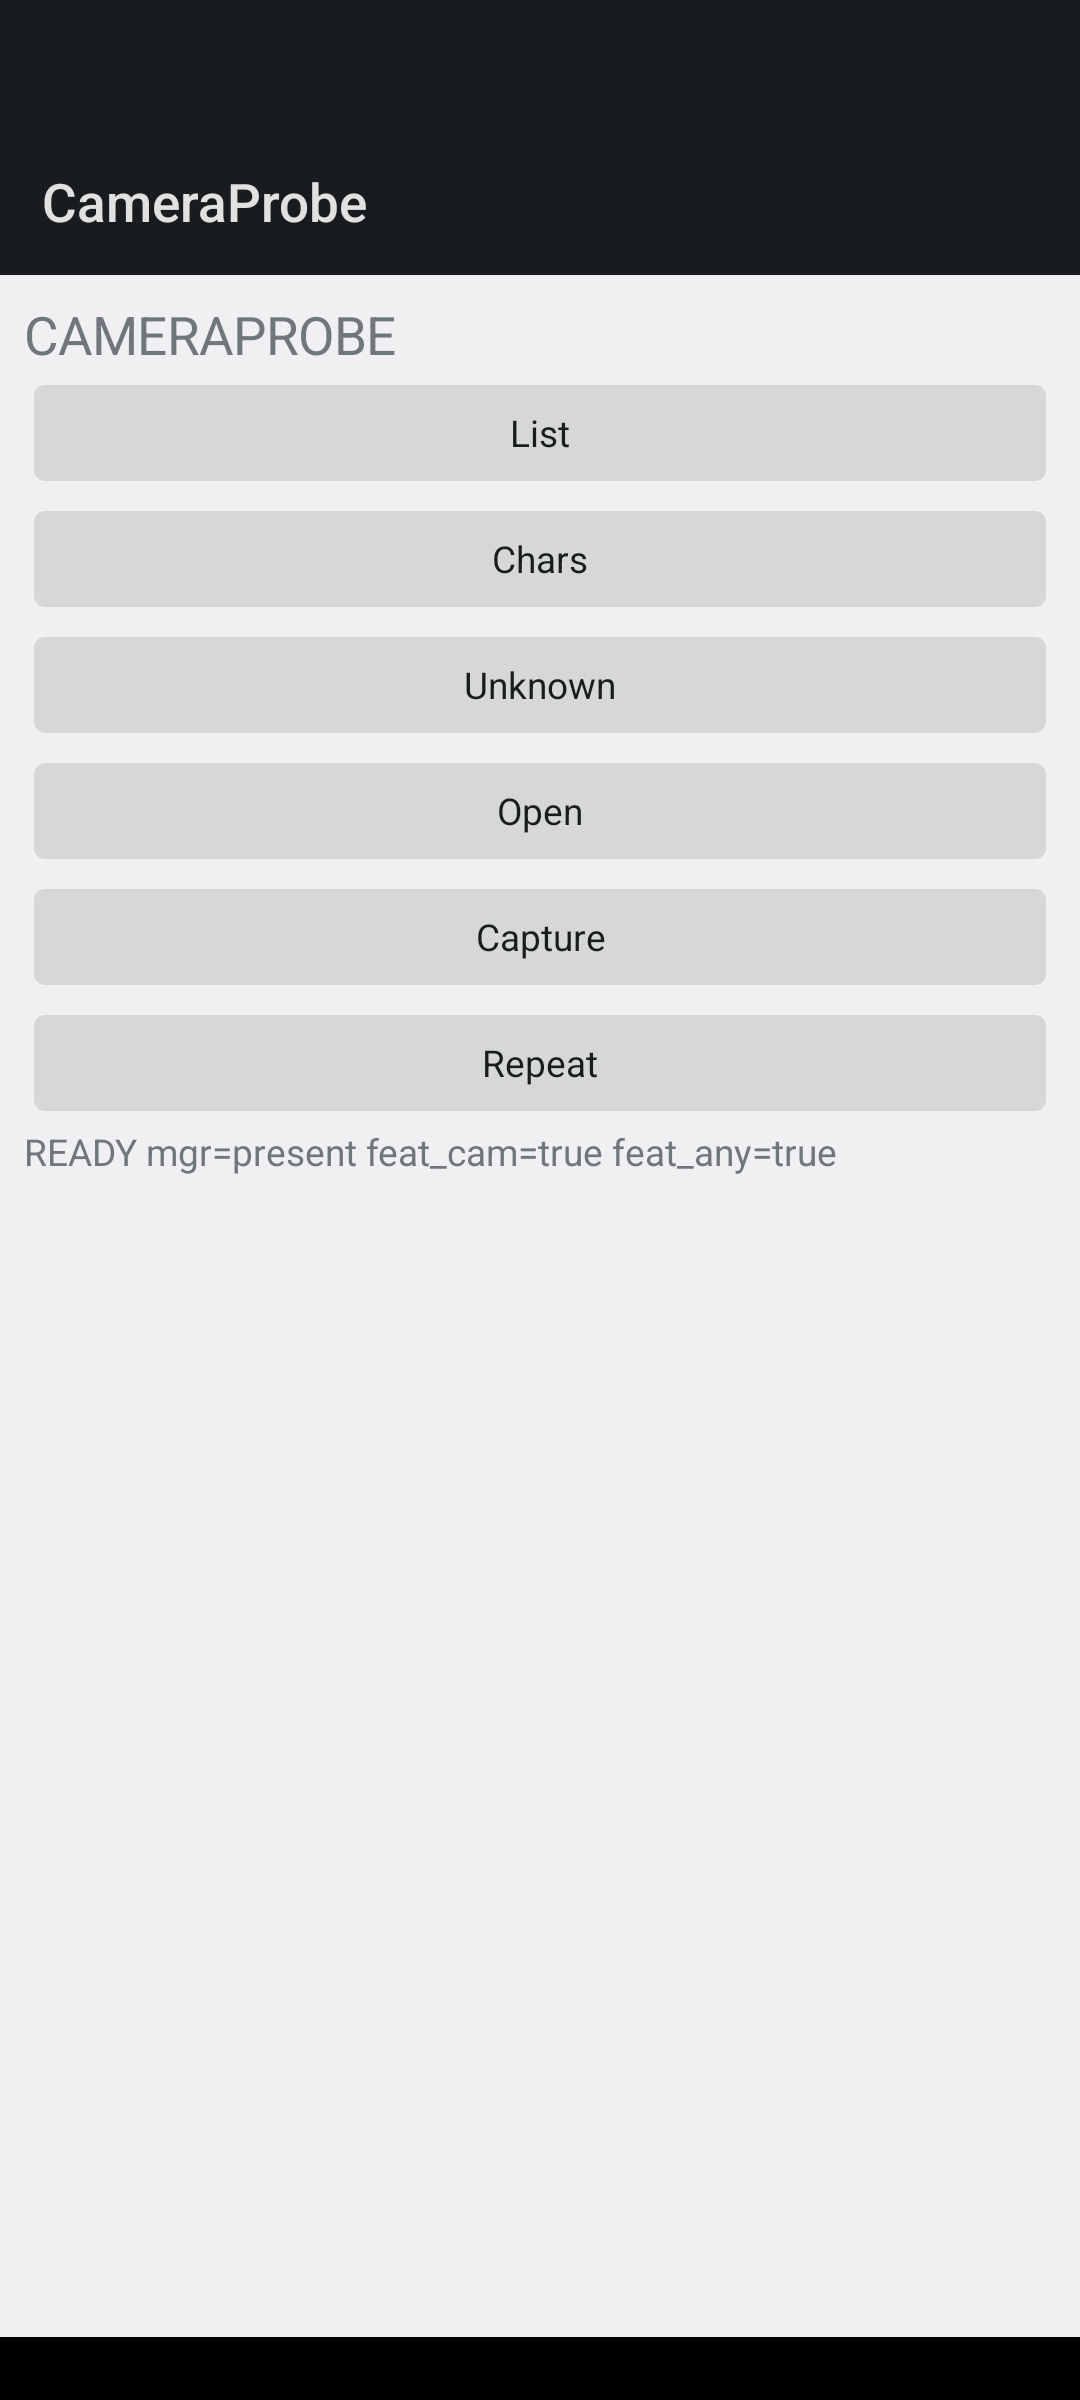 CameraProbe
CAMERAPROBE
List
Chars
Unknown
Open
Capture
Repeat
READY mgr=present feat_cam=true feat_any=true